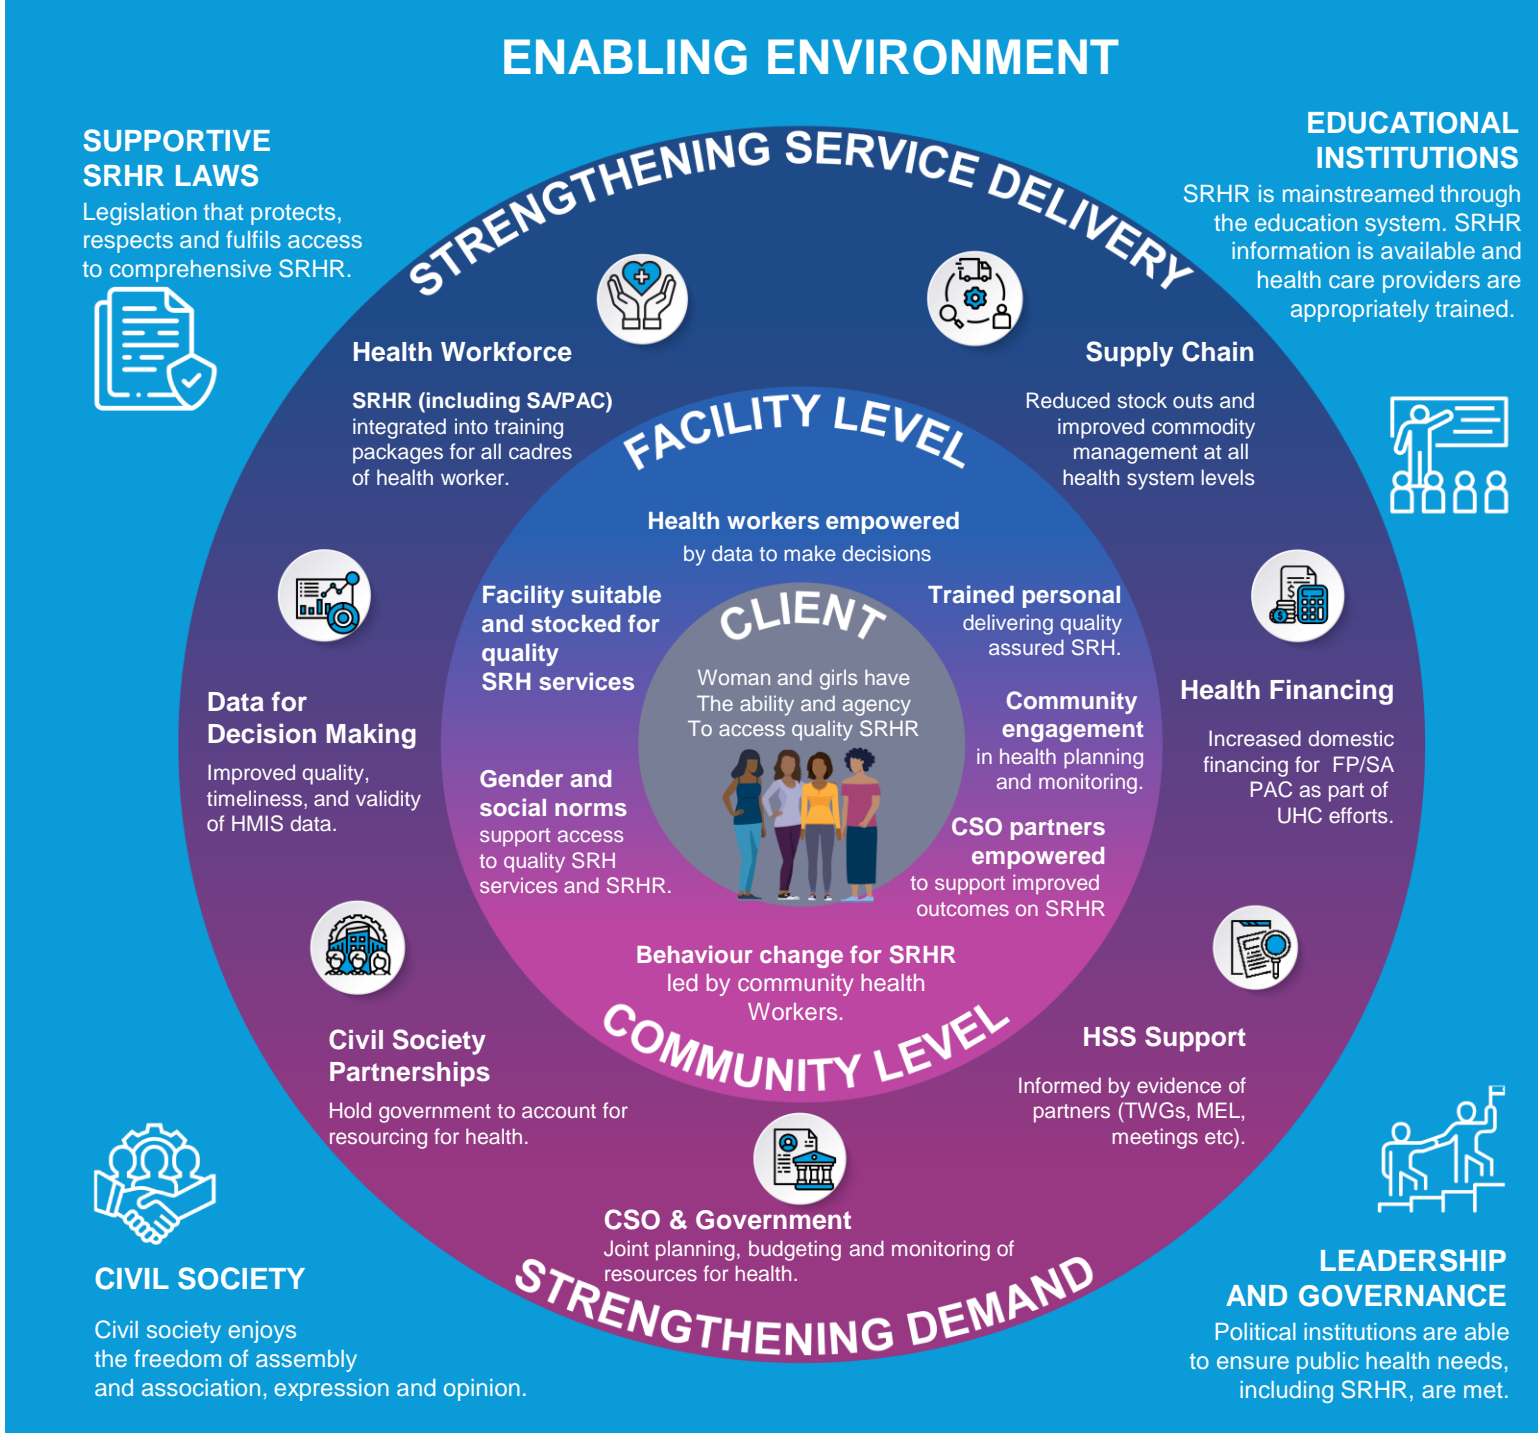 ENABLING ENVIRONMENT
SUPPORTIVE
SRHR LAWS
Legislation that protects,
respects and fulfils access
to comprehensive SRHR.
EDUCATIONAL
INSTITUTIONS
SRHR is mainstreamed through
the education system. SRHR
information is available and
health care providers are
appropriately trained.
STRENGTHENING SERVICE DELIVERY
Health Workforce
SRHR (including SA/PAC)
integrated into training
packages for all cadres
of health worker.
Supply Chain
Reduced stock outs and
improved commodity
management at all
health system levels
FACILITY LEVEL
Health workers empowered
by data to make decisions
Facility suitable
and stocked for
quality
SRH services
Trained personal
delivering quality
assured SRH.
CLIENT
Woman and girls have
The ability and agency
To access quality SRHR
Data for
Decision Making
Improved quality,
timeliness, and validity
of HMIS data.
Health Financing
Increased domestic
financing for FP/SA
PAC as part of
UHC efforts.
Gender and
social norms
support access
to quality SRH
services and SRHR.
Community
engagement
in health planning
and monitoring.
CSO partners
empowered
to support improved
outcomes on SRHR
Behaviour change for SRHR
led by community health
Workers.
COMMUNITY LEVEL
Civil Society
Partnerships
Hold government to account for
resourcing for health.
HSS Support
Informed by evidence of
partners (TWGs, MEL,
meetings etc).
CSO & Government
Joint planning, budgeting and monitoring of
resources for health.
STRENGTHENING DEMAND
CIVIL SOCIETY
Civil society enjoys
the freedom of assembly
and association, expression and opinion.
LEADERSHIP
AND GOVERNANCE
Political institutions are able
to ensure public health needs,
including SRHR, are met.